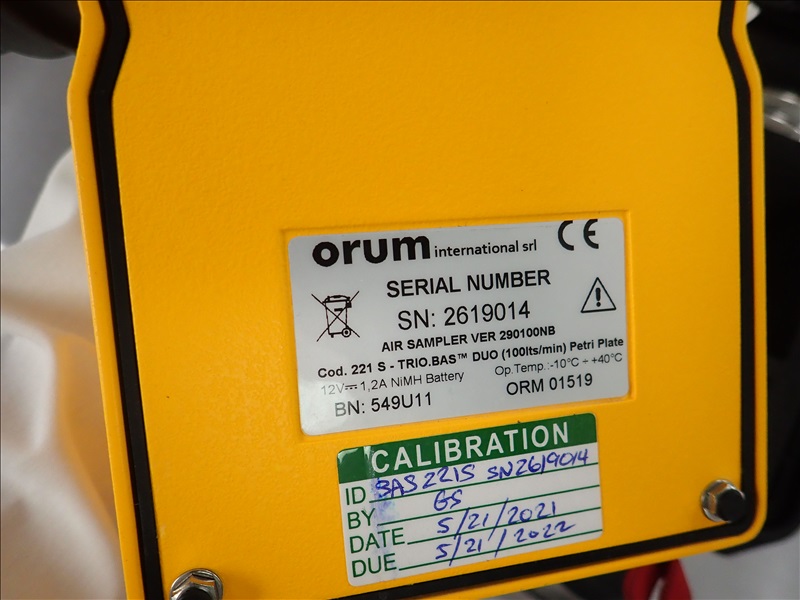 orum international srl CE
SERIAL NUMBER
SN: 2619014
AIR SAMPLER VER 290100NB
Cod. 221 S - TRIO.BAS™ DUO (100lts/min) Petri Plate
12V⎓1,2A NiMH Battery Op.Temp.:-10°C ÷ +40°C
BN: 549U11 ORM 01519
CALIBRATION
ID BAS221S SN2619014
BY GS
DATE 5/21/2021
DUE 5/21/2022